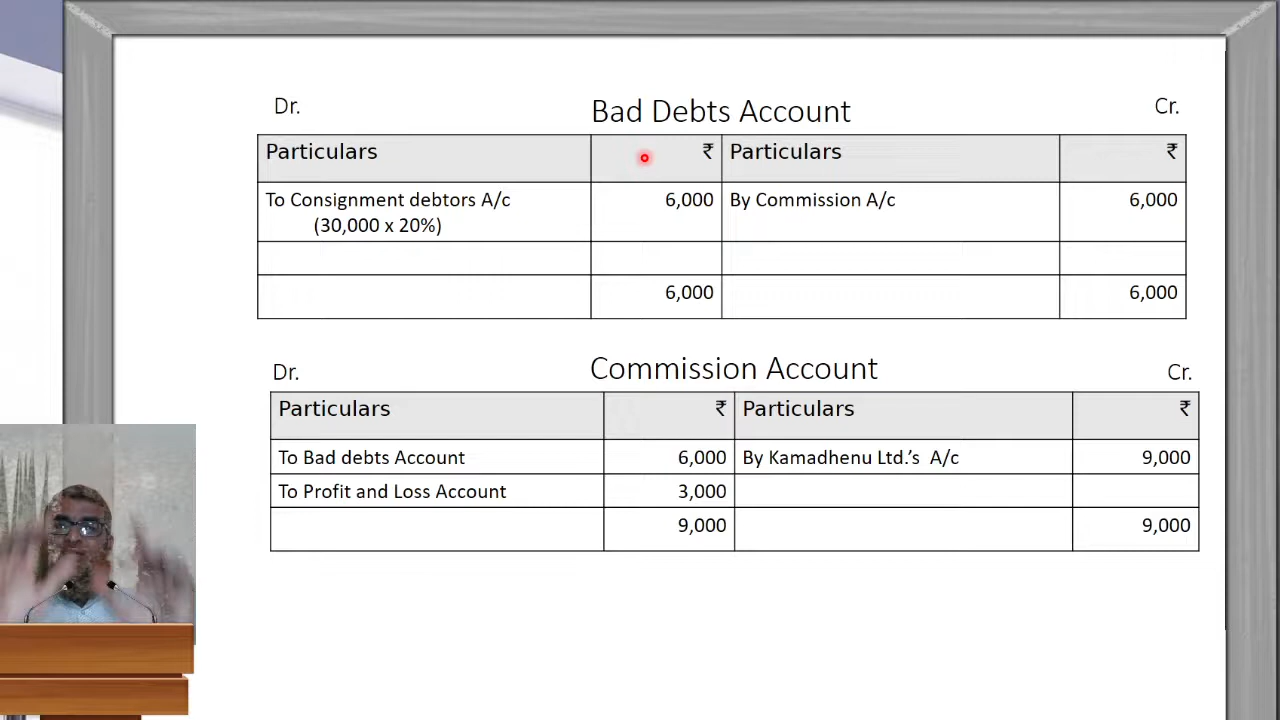 Dr. Bad Debts Account Cr.
Particulars ₹ Particulars ₹
To Consignment debtors A/c 6,000 By Commission A/c 6,000
(30,000 x 20%)
6,000 6,000
Dr. Commission Account Cr.
Particulars ₹ Particulars ₹
To Bad debts Account 6,000 By Kamadhenu Ltd.’s A/c 9,000
To Profit and Loss Account 3,000
9,000 9,000